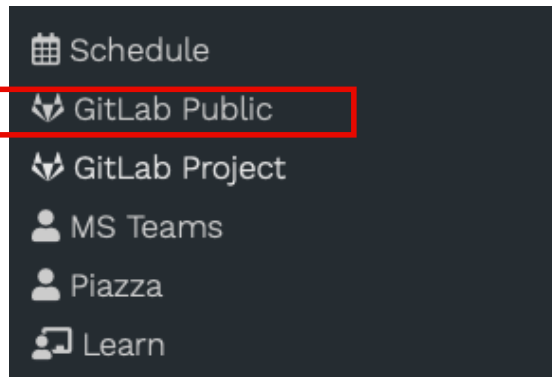 Schedule
GitLab Public
GitLab Project
MS Teams
Piazza
Learn